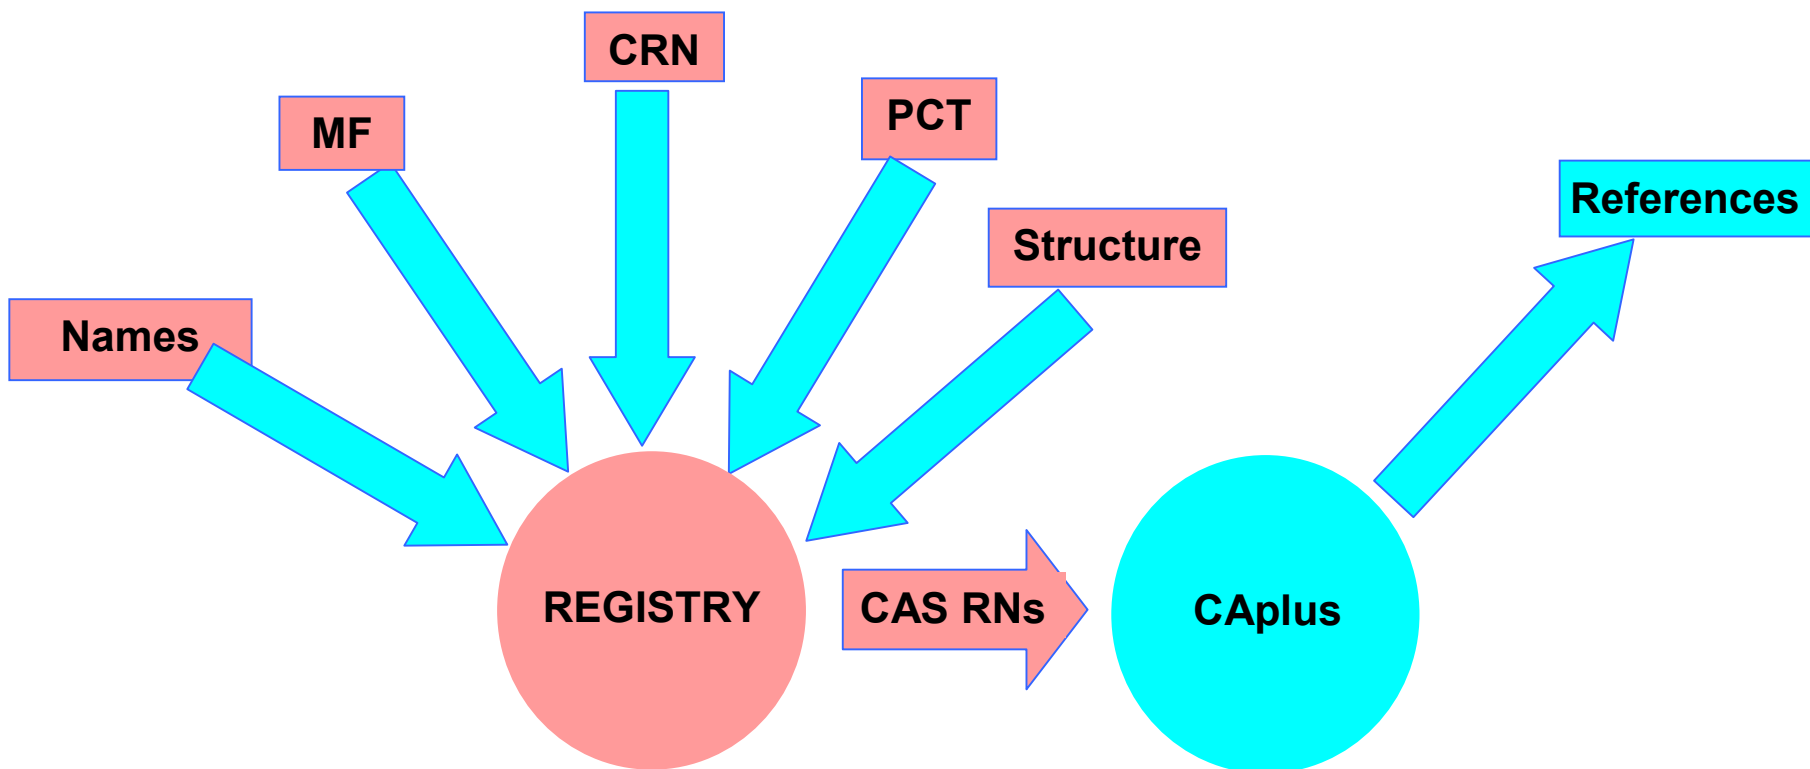 CRN
PCT
MF
References
Structure
Names
REGISTRY
CAS RNs
CAplus